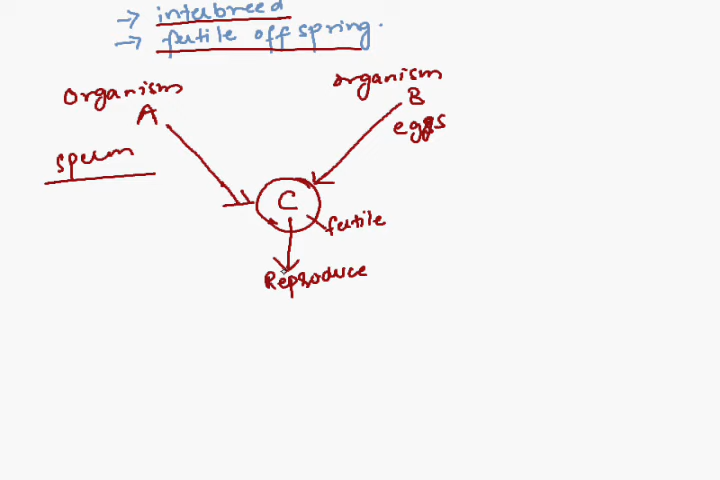 → interbreed
→ fertile offspring.
organism
A
organism
B
eggs
sperm
C
fertile
Reproduce